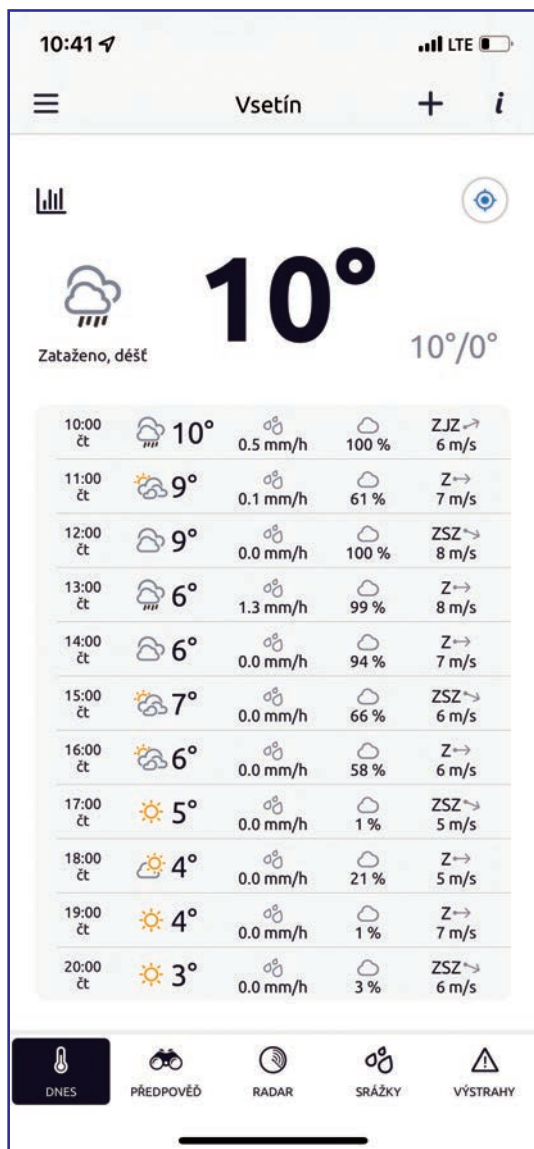 10:41 LTE
Vsetín
10°
10°/0°
Zataženo, déšť
10:00 čt 10° 0.5 mm/h 100 % ZJZ 6 m/s
11:00 čt 9° 0.1 mm/h 61 % Z 7 m/s
12:00 čt 9° 0.0 mm/h 100 % ZSZ 8 m/s
13:00 čt 6° 1.3 mm/h 99 % Z 8 m/s
14:00 čt 6° 0.0 mm/h 94 % Z 7 m/s
15:00 čt 7° 0.0 mm/h 66 % ZSZ 6 m/s
16:00 čt 6° 0.0 mm/h 58 % Z 6 m/s
17:00 čt 5° 0.0 mm/h 1 % ZSZ 5 m/s
18:00 čt 4° 0.0 mm/h 21 % Z 5 m/s
19:00 čt 4° 0.0 mm/h 1 % Z 7 m/s
20:00 čt 3° 0.0 mm/h 3 % ZSZ 6 m/s
DNES PŘEDPOVĚĎ RADAR SRÁŽKY VÝSTRAHY